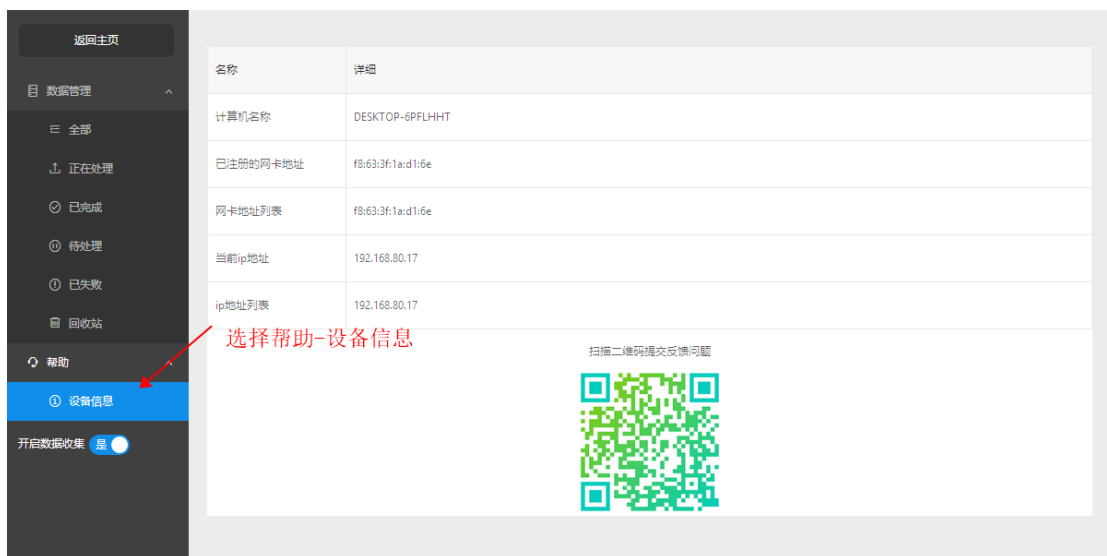 返回主页
数据管理
全部
正在处理
已完成
待处理
已失败
回收站
帮助
设备信息
开启数据收集 是
名称 详细
计算机名称 DESKTOP-6PFLHHT
已注册的网卡地址 f8:63:3f:1a:d1:6e
网卡地址列表 f8:63:3f:1a:d1:6e
当前ip地址 192.168.80.17
ip地址列表 192.168.80.17
选择帮助-设备信息
扫描二维码提交反馈问题